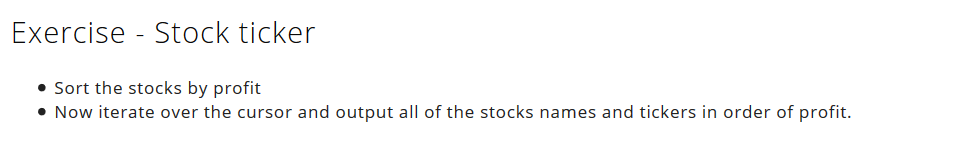 Exercise - Stock ticker
• Sort the stocks by profit
• Now iterate over the cursor and output all of the stocks names and tickers in order of profit.